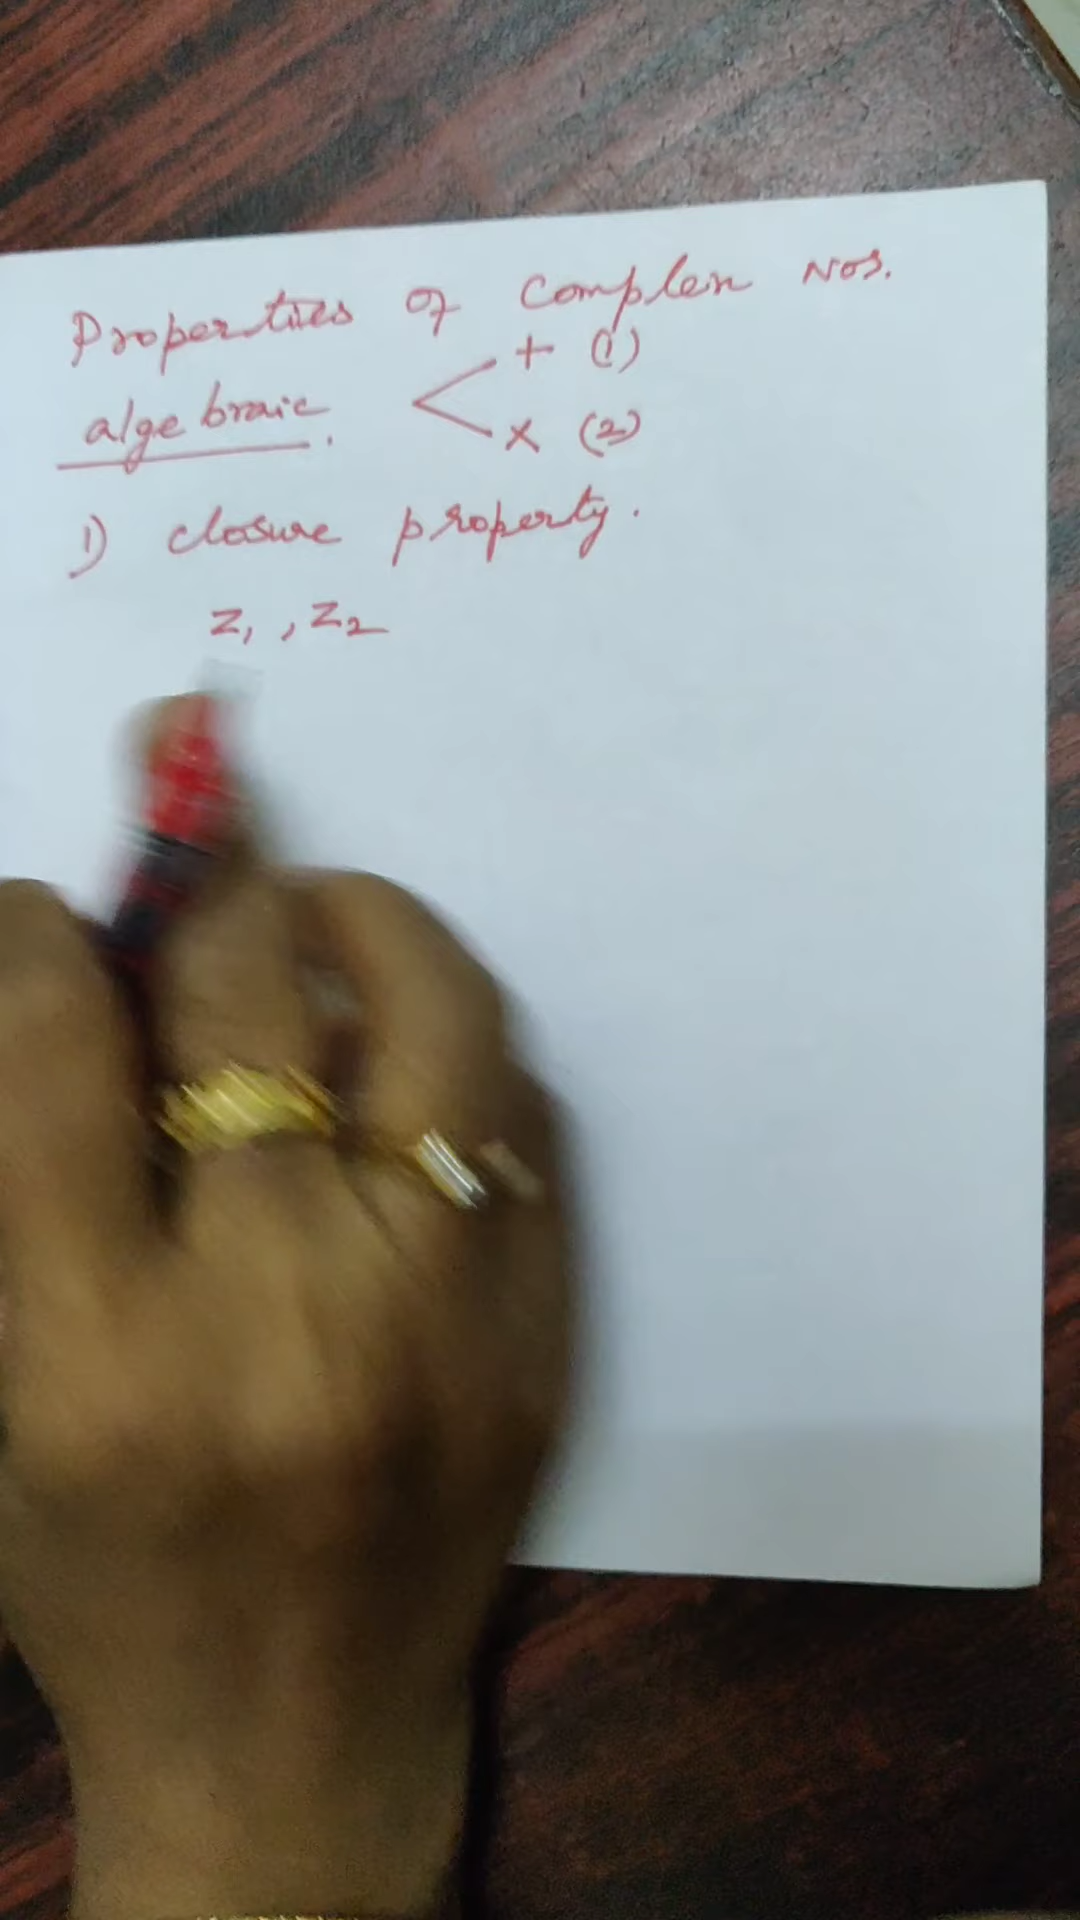 Properties of Complex Nos.
+ (1)
algebraic.
x (2)
1) closure property.
z1, z2